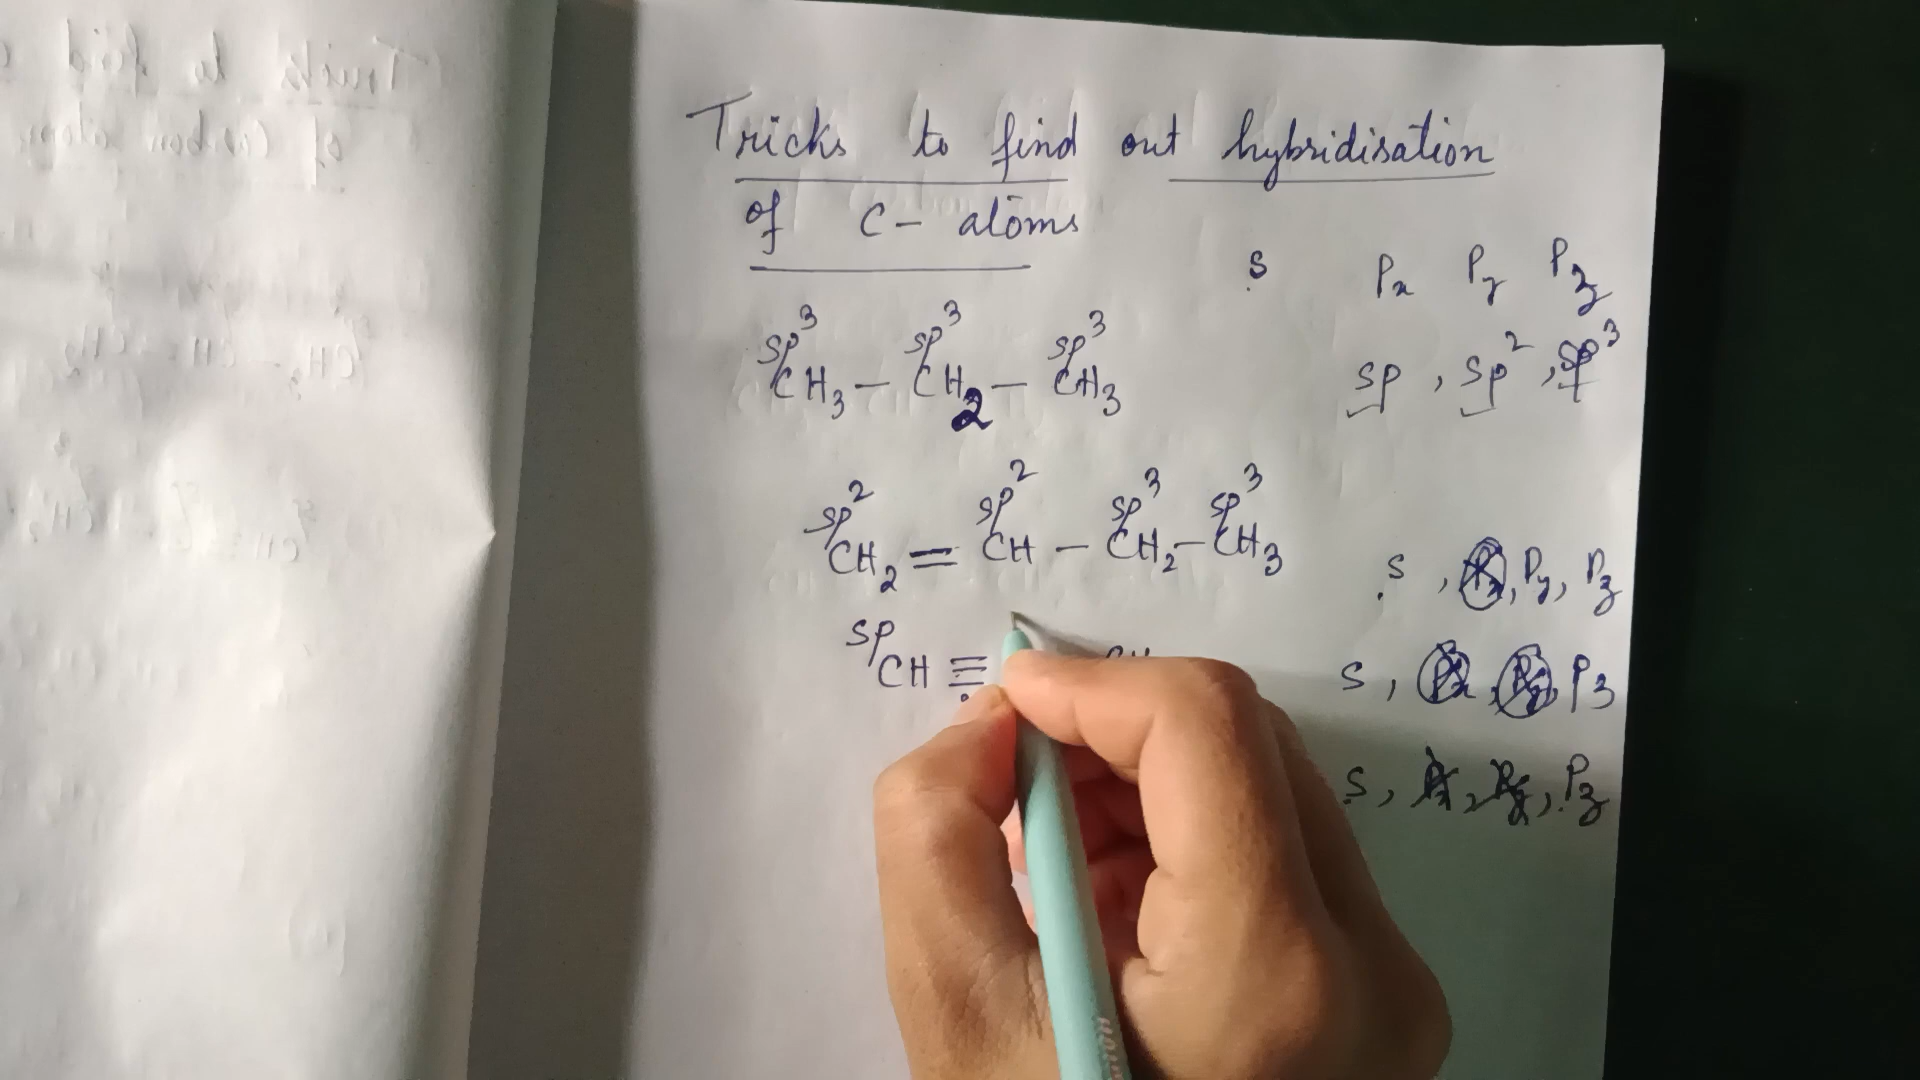 Tricks to find out hybridisation
of C- atoms
s Px Py Pz
sp³ sp³ sp³
CH₃ — CH₂ — CH₃
sp , sp² , sp³
sp² sp² sp³ sp³
CH₂ = CH — CH₂ — CH₃
s , Px, Py, Pz
sp
CH ≡
s , Px, Py, Pz
s , Px, Py, Pz